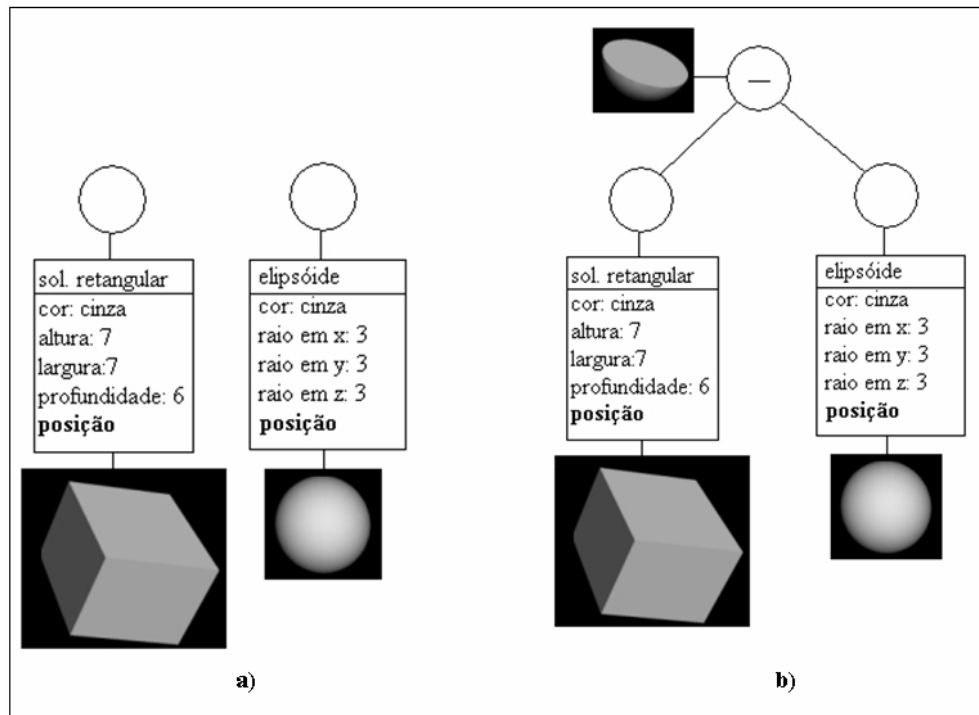 sol. retangular
cor: cinza
altura: 7
largura:7
profundidade: 6
posição
elipsóide
cor: cinza
raio em x: 3
raio em y: 3
raio em z: 3
posição
a)
—
sol. retangular
cor: cinza
altura: 7
largura:7
profundidade: 6
posição
elipsóide
cor: cinza
raio em x: 3
raio em y: 3
raio em z: 3
posição
b)